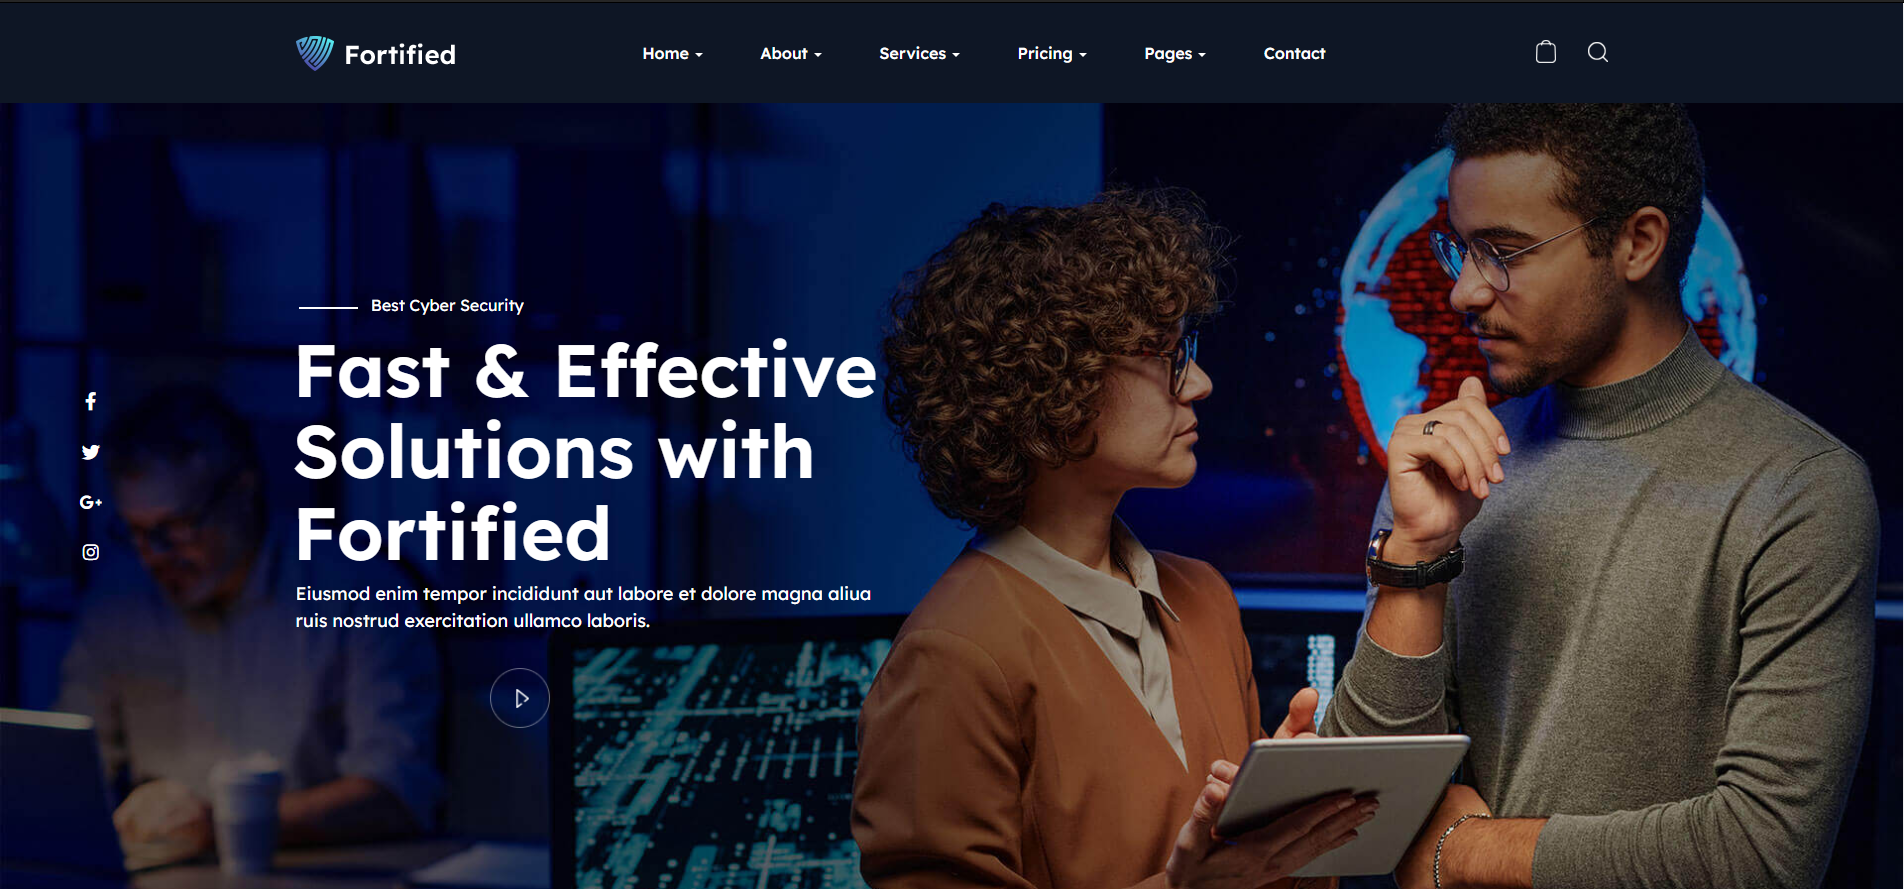 Fortified
Home
About
Services
Pricing
Pages
Contact
Best Cyber Security
Fast & Effective
Solutions with
Fortified
Eiusmod enim tempor incididunt aut labore et dolore magna aliua
ruis nostrud exercitation ullamco laboris.
G+